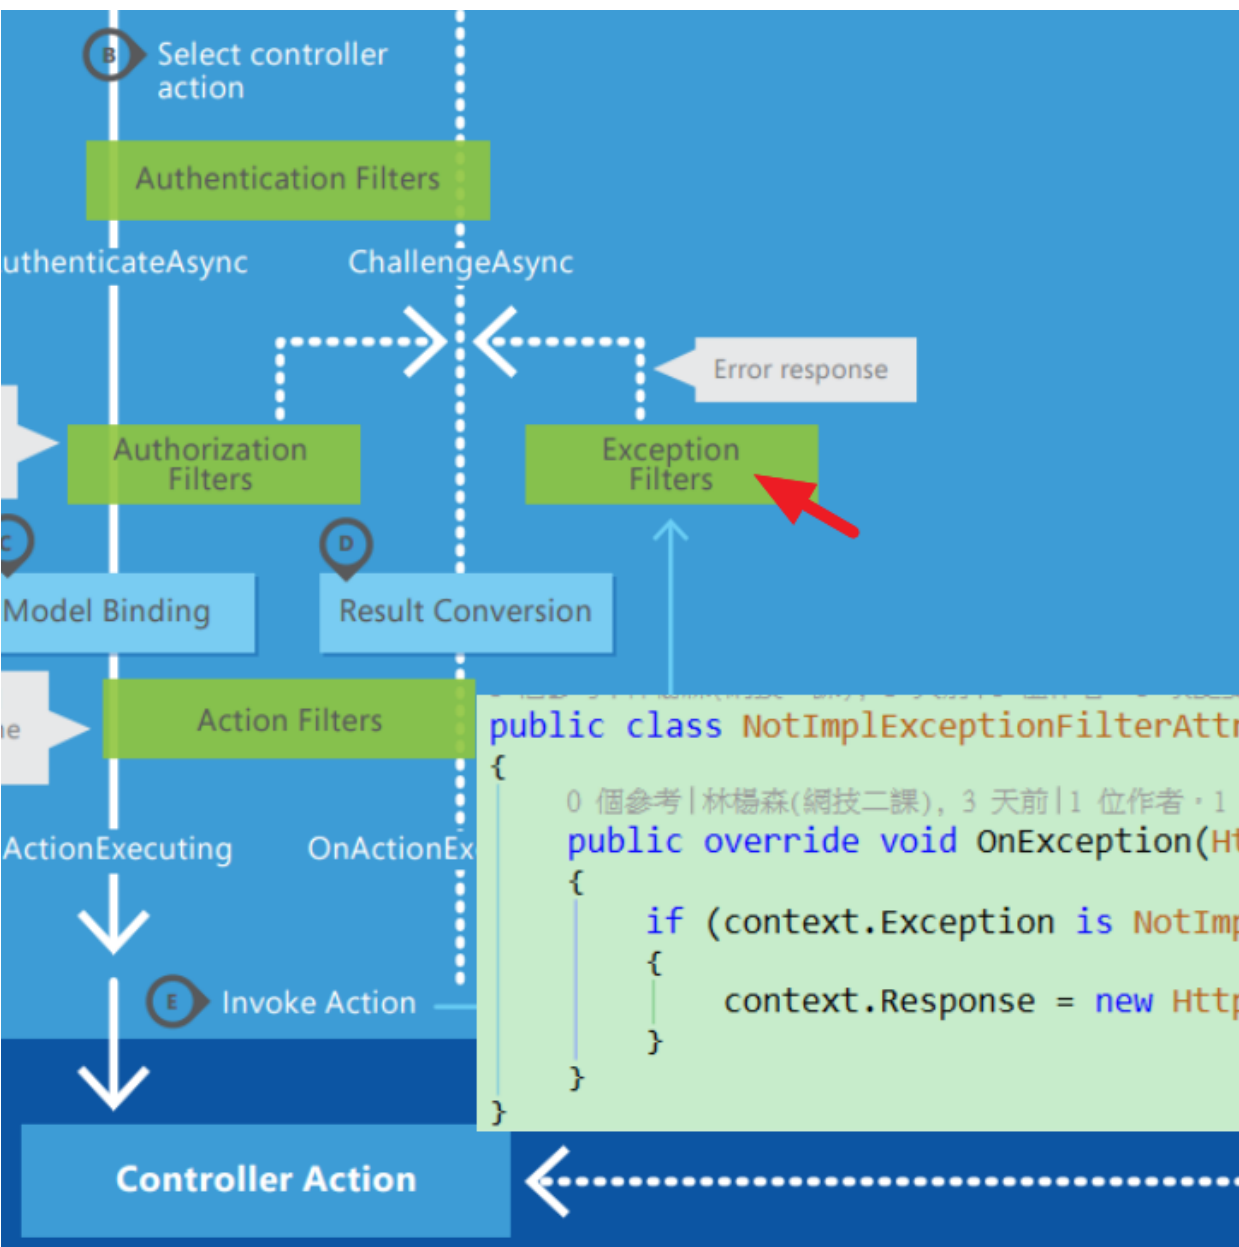 B
Select controller
action
Authentication Filters
uthenticateAsync
ChallengeAsync
Error response
Authorization
Filters
Exception
Filters
C
D
Model Binding
Result Conversion
Action Filters
public class NotImplExceptionFilterAttr
{
0 個參考|林楊森(網技二課), 3 天前|1 位作者，1
public override void OnException(Ht
{
if (context.Exception is NotImp
{
context.Response = new Http
}
}
}
ActionExecuting
OnActionEx
E
Invoke Action
Controller Action